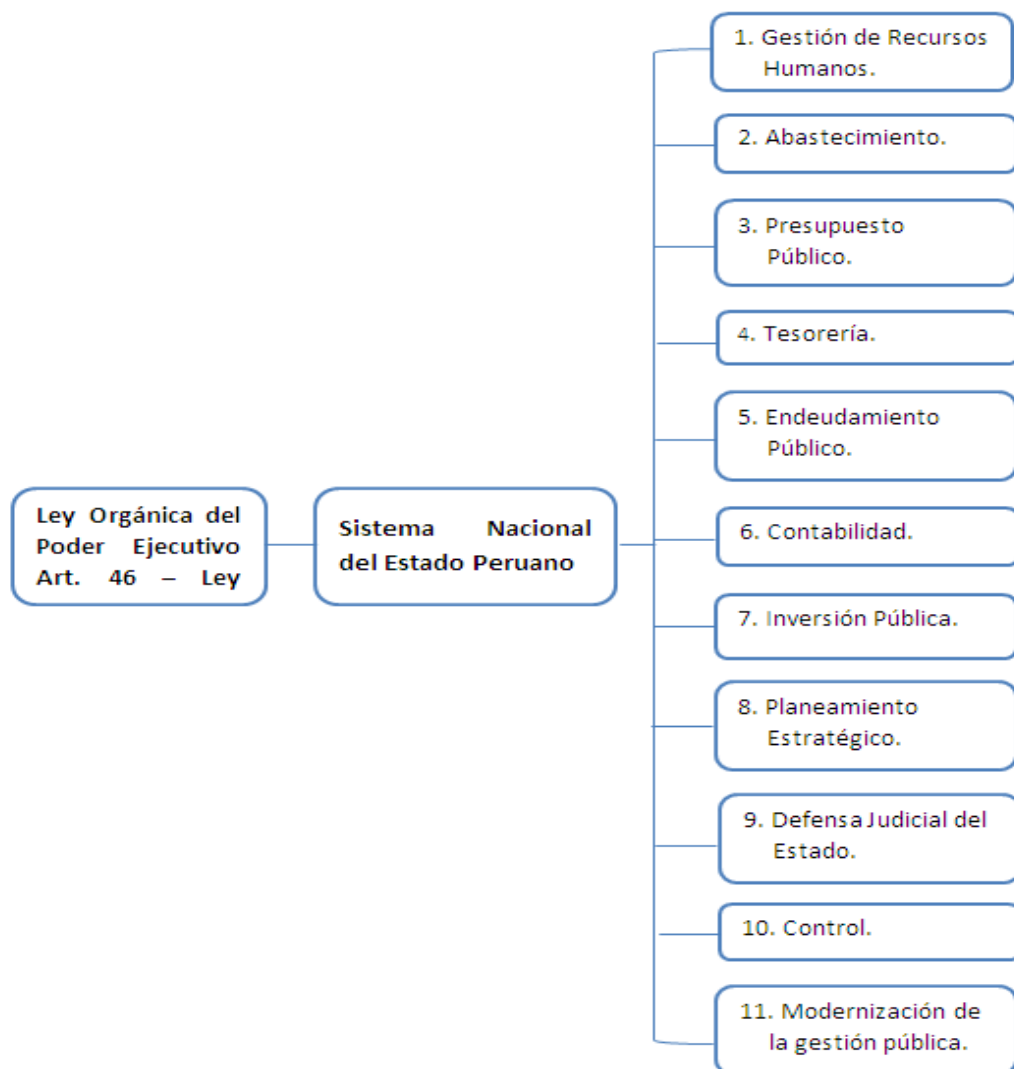 Ley Orgánica del
Poder Ejecutivo
Art. 46 – Ley
Sistema Nacional
del Estado Peruano
1. Gestión de Recursos
Humanos.
2. Abastecimiento.
3. Presupuesto
Público.
4. Tesorería.
5. Endeudamiento
Público.
6. Contabilidad.
7. Inversión Pública.
8. Planeamiento
Estratégico.
9. Defensa Judicial del
Estado.
10. Control.
11. Modernización de
la gestión pública.